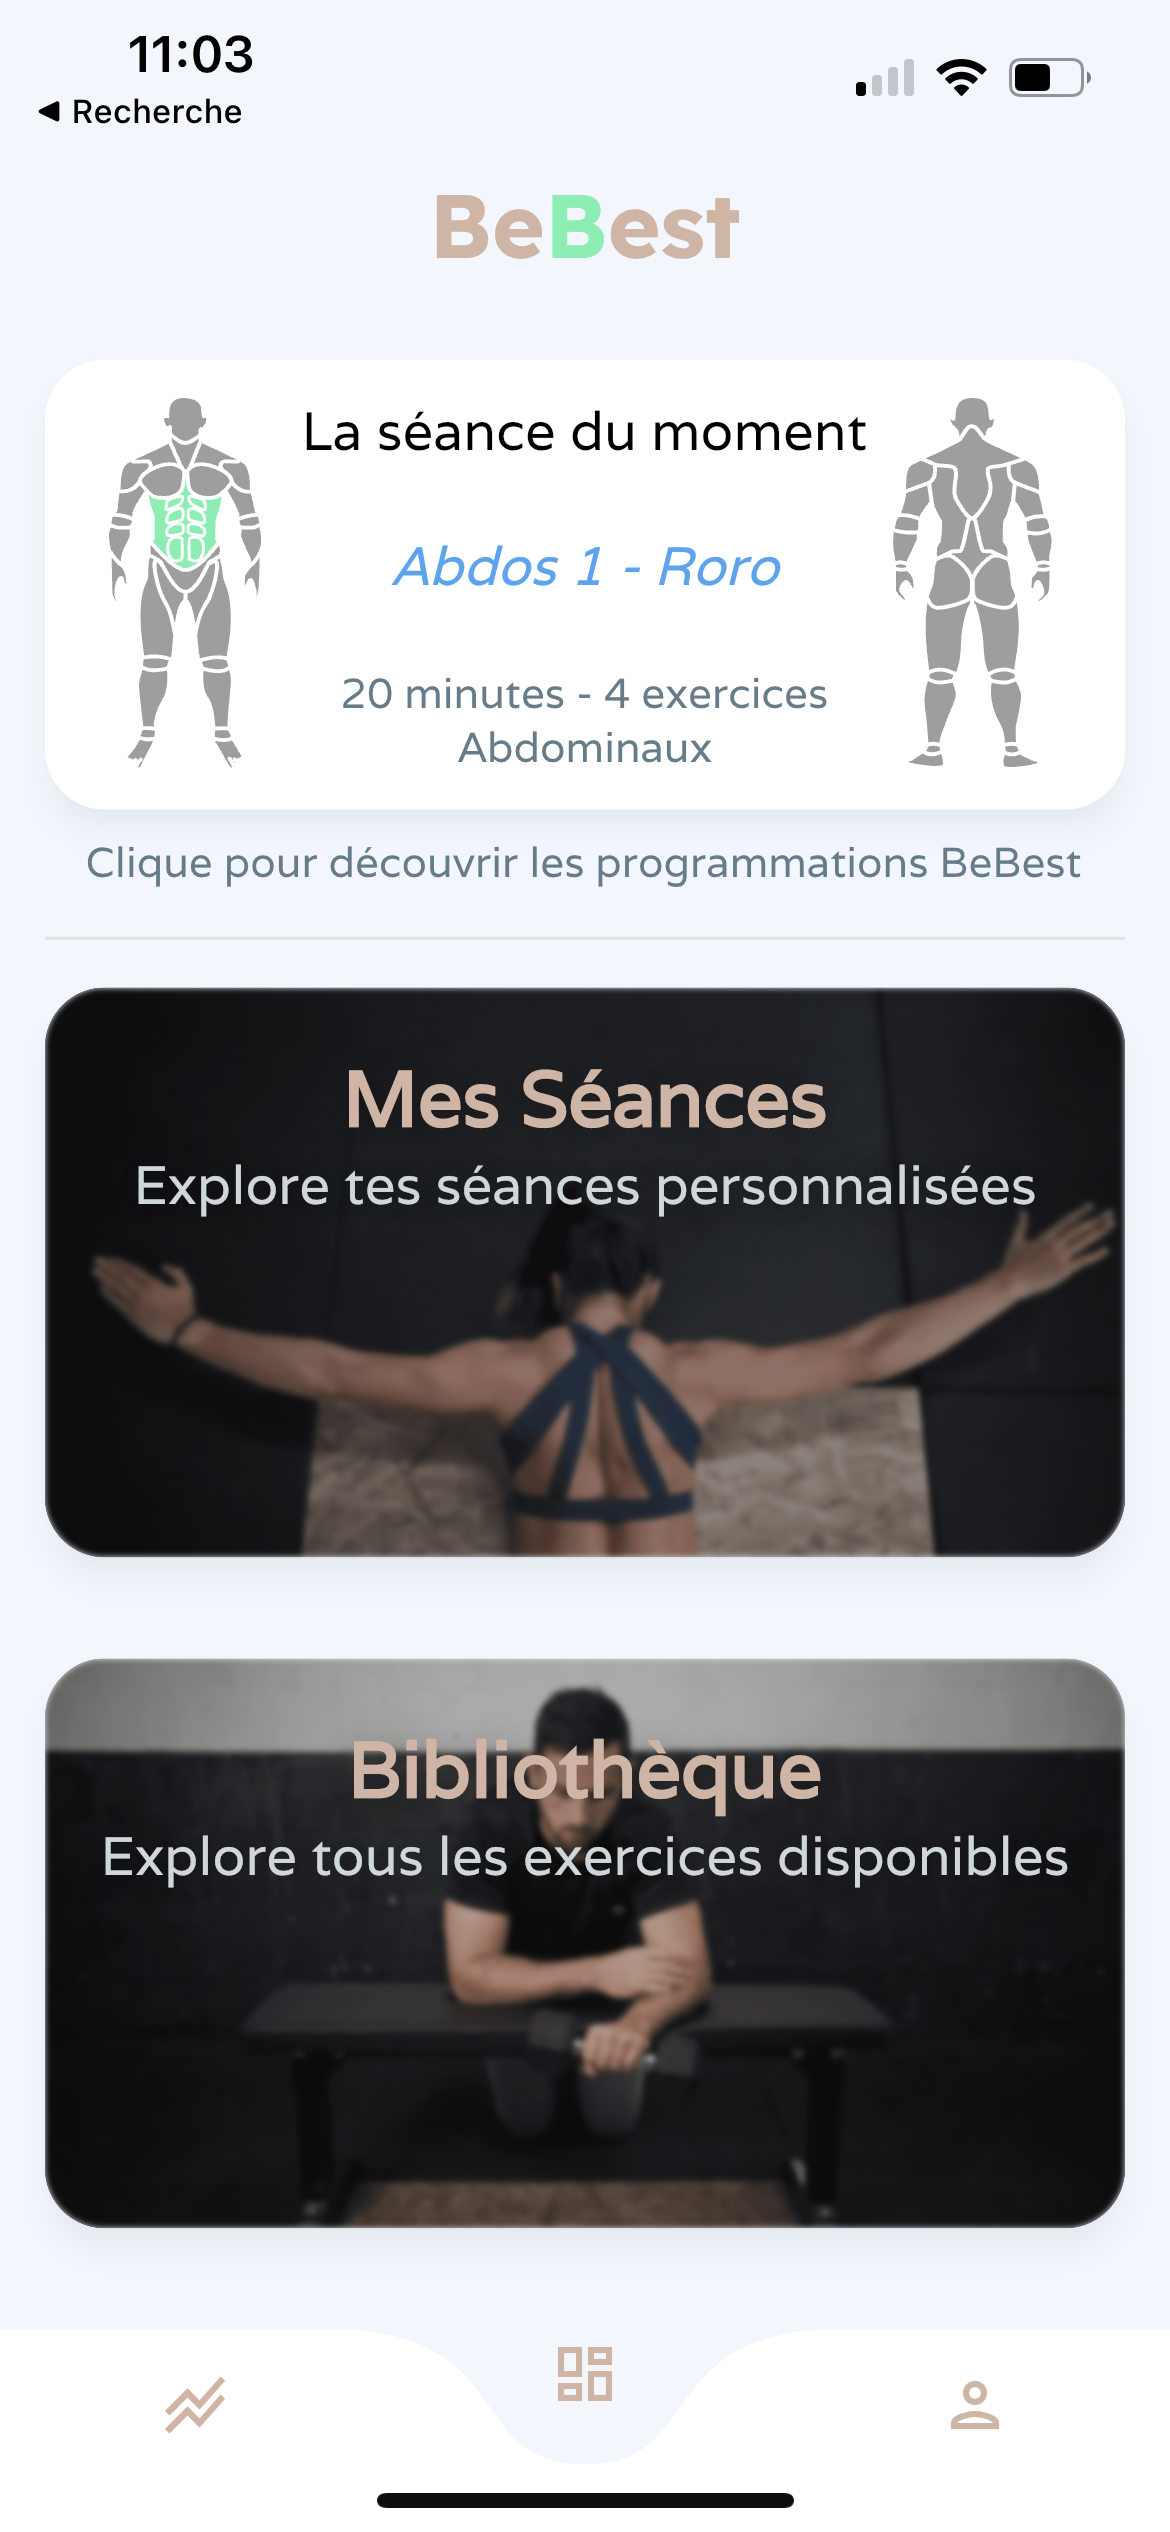 11:03
◀ Recherche
BeBest
La séance du moment
Abdos 1 - Roro
20 minutes - 4 exercices
Abdominaux
Clique pour découvrir les programmations BeBest
Mes Séances
Explore tes séances personnalisées
Bibliothèque
Explore tous les exercices disponibles